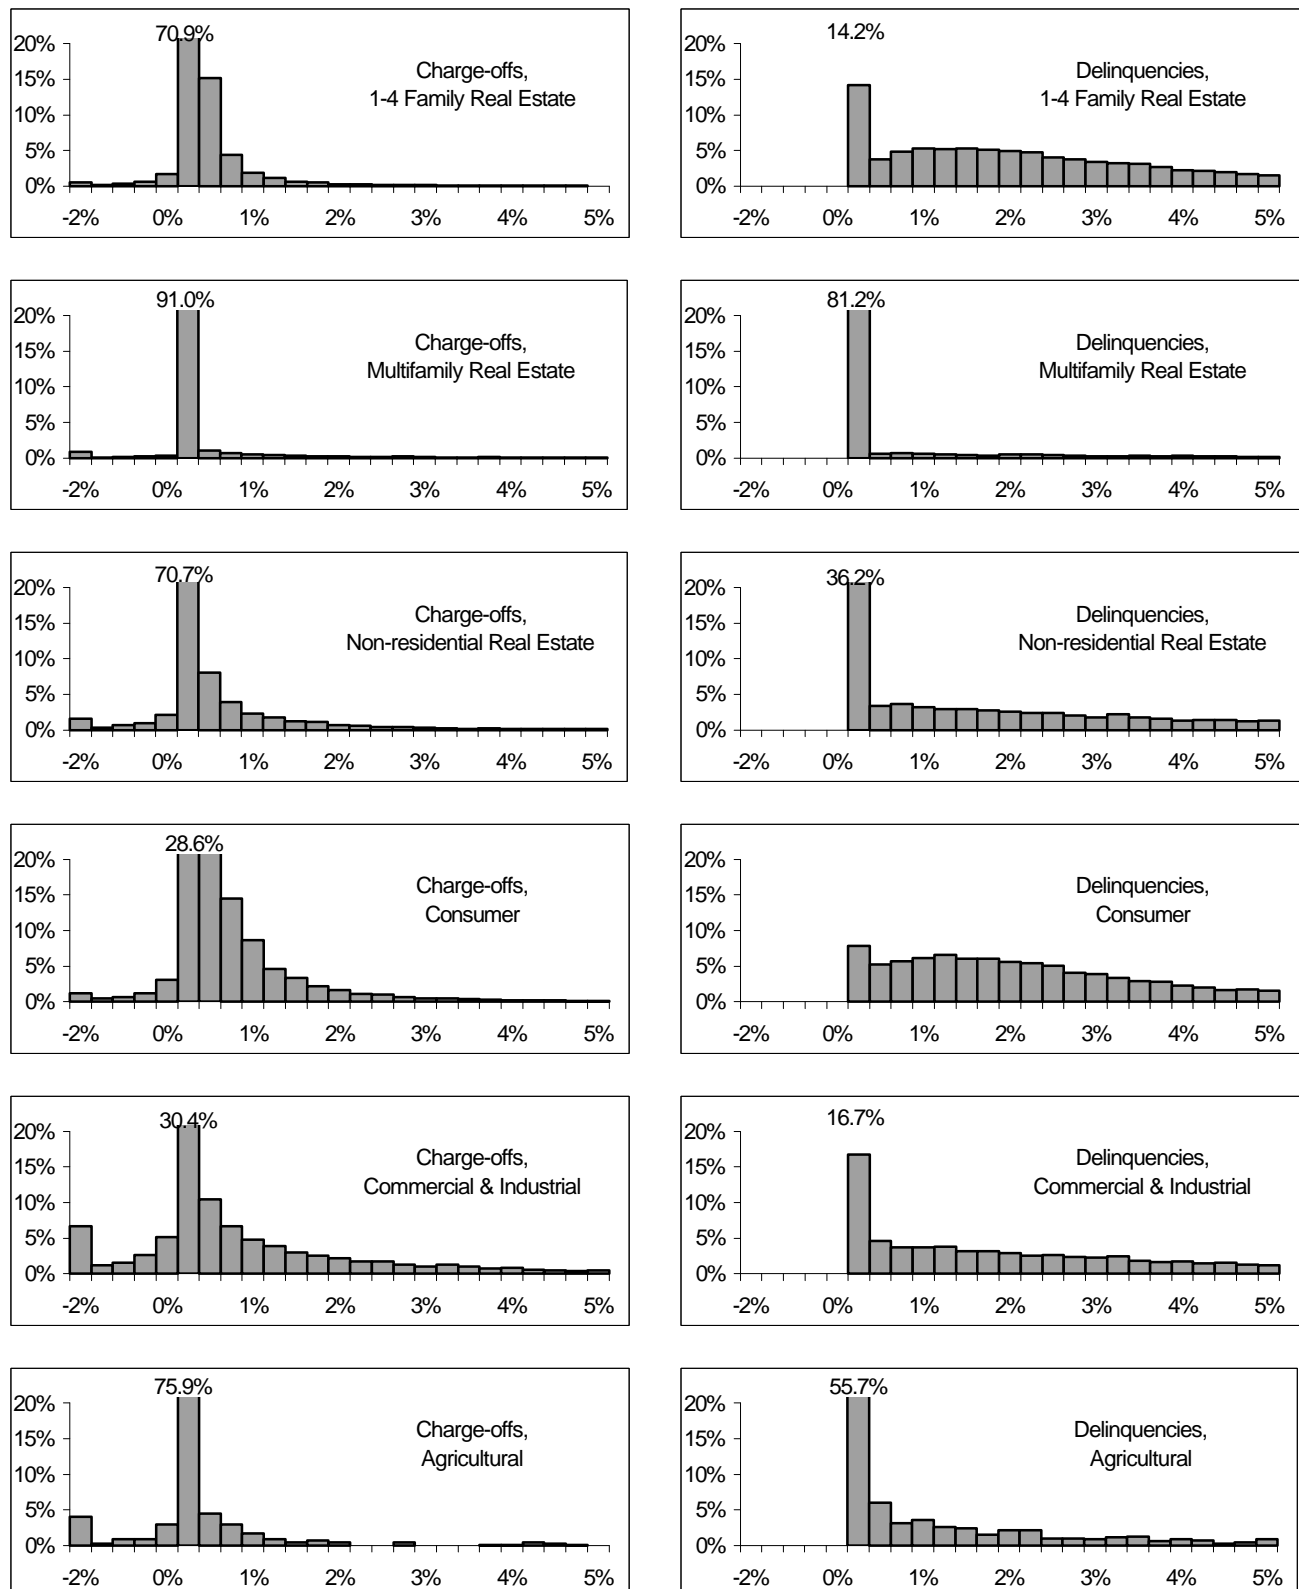 70.9%
20%
15%
10%
5%
0%
Charge-offs,
1-4 Family Real Estate
-2% 0% 1% 2% 3% 4% 5%
14.2%
20%
15%
10%
5%
0%
Delinquencies,
1-4 Family Real Estate
-2% 0% 1% 2% 3% 4% 5%
91.0%
20%
15%
10%
5%
0%
Charge-offs,
Multifamily Real Estate
-2% 0% 1% 2% 3% 4% 5%
81.2%
20%
15%
10%
5%
0%
Delinquencies,
Multifamily Real Estate
-2% 0% 1% 2% 3% 4% 5%
70.7%
20%
15%
10%
5%
0%
Charge-offs,
Non-residential Real Estate
-2% 0% 1% 2% 3% 4% 5%
36.2%
20%
15%
10%
5%
0%
Delinquencies,
Non-residential Real Estate
-2% 0% 1% 2% 3% 4% 5%
28.6%
20%
15%
10%
5%
0%
Charge-offs,
Consumer
-2% 0% 1% 2% 3% 4% 5%
20%
15%
10%
5%
0%
Delinquencies,
Consumer
-2% 0% 1% 2% 3% 4% 5%
30.4%
20%
15%
10%
5%
0%
Charge-offs,
Commercial & Industrial
-2% 0% 1% 2% 3% 4% 5%
16.7%
20%
15%
10%
5%
0%
Delinquencies,
Commercial & Industrial
-2% 0% 1% 2% 3% 4% 5%
75.9%
20%
15%
10%
5%
0%
Charge-offs,
Agricultural
-2% 0% 1% 2% 3% 4% 5%
55.7%
20%
15%
10%
5%
0%
Delinquencies,
Agricultural
-2% 0% 1% 2% 3% 4% 5%